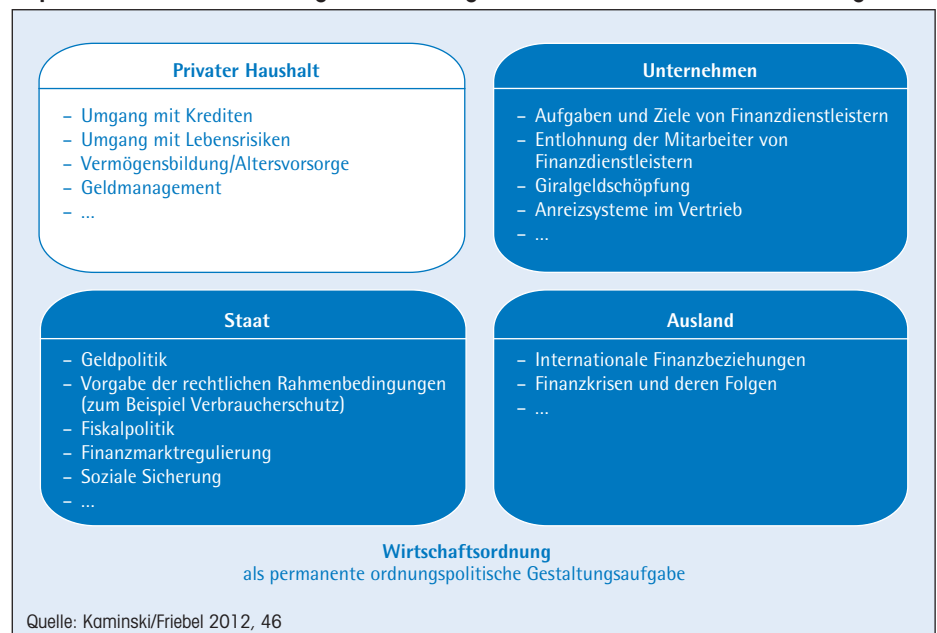 Privater Haushalt
– Umgang mit Krediten
– Umgang mit Lebensrisiken
– Vermögensbildung/Altersvorsorge
– Geldmanagement
– ...
Unternehmen
– Aufgaben und Ziele von Finanzdienstleistern
– Entlohnung der Mitarbeiter von
Finanzdienstleistern
– Giralgeldschöpfung
– Anreizsysteme im Vertrieb
– ...
Staat
– Geldpolitik
– Vorgabe der rechtlichen Rahmenbedingungen
(zum Beispiel Verbraucherschutz)
– Fiskalpolitik
– Finanzmarktregulierung
– Soziale Sicherung
– ...
Ausland
– Internationale Finanzbeziehungen
– Finanzkrisen und deren Folgen
– ...
Wirtschaftsordnung
als permanente ordnungspolitische Gestaltungsaufgabe
Quelle: Kaminski/Friebel 2012, 46